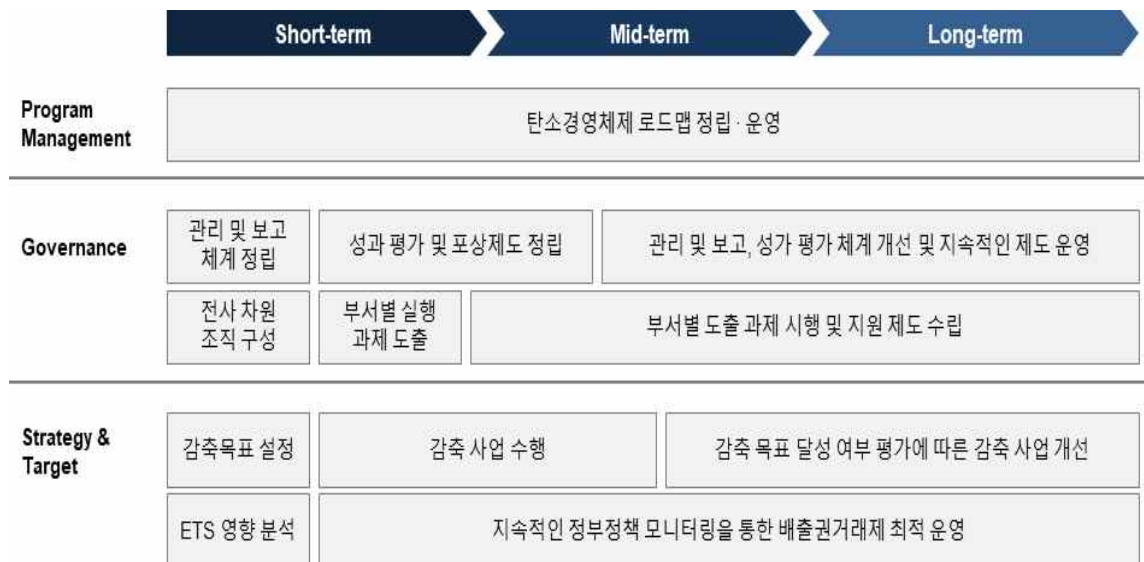 Short-term
Mid-term
Long-term
Program
Management
탄소경영체제 로드맵 정립 · 운영
Governance
관리 및 보고
체계 정립
성과 평가 및 포상제도 정립
관리 및 보고, 성가 평가 체계 개선 및 지속적인 제도 운영
전사 차원
조직 구성
부서별 실행
과제 도출
부서별 도출 과제 시행 및 지원 제도 수립
Strategy &
Target
감축목표 설정
감축 사업 수행
감축 목표 달성 여부 평가에 따른 감축 사업 개선
ETS 영향 분석
지속적인 정부정책 모니터링을 통한 배출권거래제 최적 운영